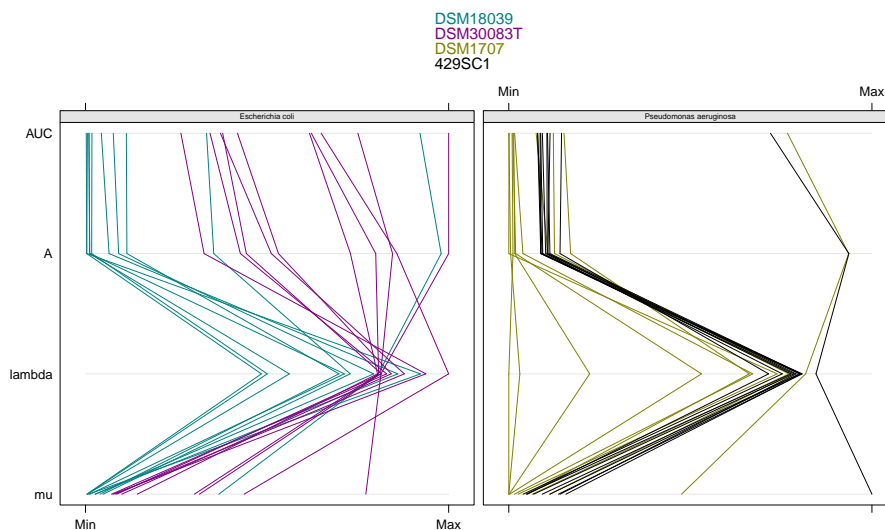 DSM18039
DSM30083T
DSM1707
429SC1
Min Max
Escherichia coli Pseudomonas aeruginosa
AUC
A
lambda
mu
Min Max